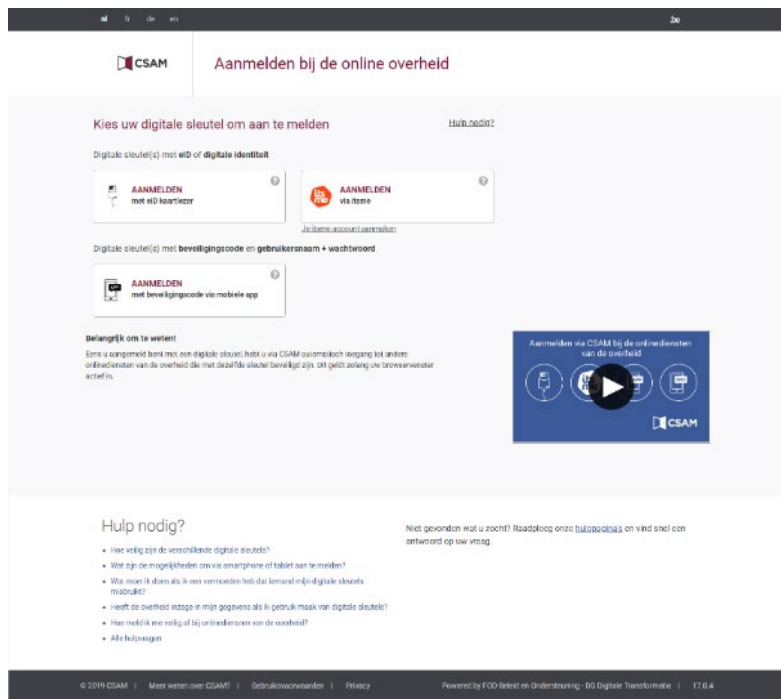 nl fr de en
.be
CSAM
Aanmelden bij de online overheid
Kies uw digitale sleutel om aan te melden
Hulp nodig?
Digitale sleutel(s) met eID of digitale identiteit
AANMELDEN
met eID kaartlezer
AANMELDEN
via itsme
Je itsme-account aanmaken
Digitale sleutel(s) met beveiligingscode en gebruikersnaam + wachtwoord
AANMELDEN
met beveiligingscode via mobiele app
Belangrijk om te weten!
Eens u aangemeld bent met een digitale sleutel, hebt u via CSAM automatisch toegang tot andere
onlinediensten van de overheid die met dezelfde sleutel beveiligd zijn. Dit geldt zolang uw browservenster
actief is.
Aanmelden via CSAM bij de onlinediensten
van de overheid
CSAM
Hulp nodig?
Hoe veilig zijn de verschillende digitale sleutels?
Wat zijn de mogelijkheden om via smartphone of tablet aan te melden?
Wat moet ik doen als ik een vermoeden heb dat iemand mijn digitale sleutels
misbruikt?
Heeft de overheid inzage in mijn gegevens als ik gebruik maak van digitale sleutels?
Hoe meld ik me veilig af bij onlinediensten van de overheid?
Alle hulpvragen
Niet gevonden wat u zocht? Raadpleeg onze hulppagina's en vind snel een
antwoord op uw vraag.
© 2019 CSAM | Meer weten over CSAM? | Gebruiksvoorwaarden | Privacy
Powered by FOD Beleid en Ondersteuning - DG Digitale Transformatie | 17.0.4